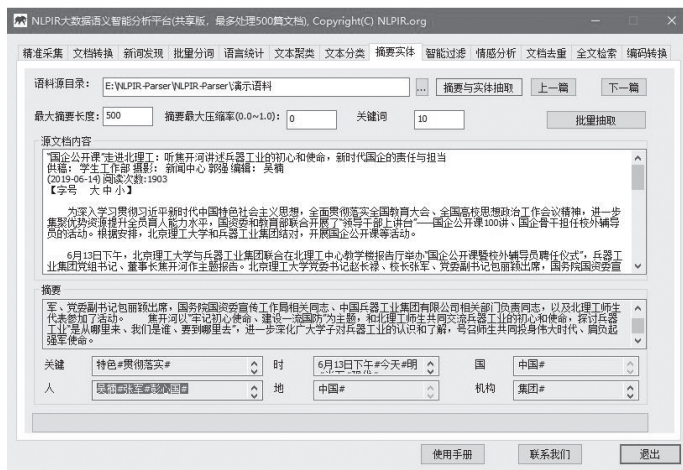 NLPIR大数据语义智能分析平台(共享版，最多处理500篇文档), Copyright(C) NLPIR.org
精准采集 文档转换 新词发现 批量分词 语言统计 文本聚类 文本分类 摘要实体 智能过滤 情感分析 文档去重 全文检索 编码转换
语料源目录： E:\NLPIR-Parser\NLPIR-Parser\演示语料 ... 摘要与实体抽取 上一篇 下一篇
最大摘要长度： 500 摘要最大压缩率(0.0~1.0)： 0 关键词 10 批量抽取
源文档内容
"国企公开课"走进北理工：听焦开河讲述兵器工业的初心和使命，新时代国企的责任与担当
供稿：学生工作部 摄影：新闻中心 郭强 编辑：吴楠
(2019-06-14) 阅读次数:1903
【字号 大 中 小】
为深入学习贯彻习近平新时代中国特色社会主义思想，全面贯彻落实全国教育大会、全国高校思想政治工作会议精神，进一步
集聚优势资源提升全员育人能力水平，国资委和教育部联合开展了"领导干部上讲台"——国企公开课100讲、国企骨干担任校外辅导
员的活动。根据安排，北京理工大学和兵器工业集团结对，开展国企公开课等活动。
6月13日下午，北京理工大学与兵器工业集团联合在北理工中心教学楼报告厅举办"国企公开课暨校外辅导员聘任仪式"，兵器工
业集团党组书记、董事长焦开河作主题报告。北京理工大学党委书记赵长禄、校长张军、党委副书记包丽颖出席，国务院国资委宣
摘要
军、党委副书记包丽颖出席，国务院国资委宣传工作局相关同志、中国兵器工业集团有限公司相关部门负责同志，以及北理工师生
代表参加了活动。 焦开河以"牢记初心使命、建设一流国防"为主题，和北理工师生共同交流兵器工业的初心和使命，探讨兵器
工业"是从哪里来、我们是谁、要到哪里去"，进一步深化广大学子对兵器工业的认识和了解，号召师生共同投身伟大时代、肩负起
强军使命。
关键 特色#贯彻落实# 时 6月13日下午#今天#明 国 中国#
人 吴楠#张军#彭心国# 地 中国# 机构 集团#
使用手册 联系我们 退出